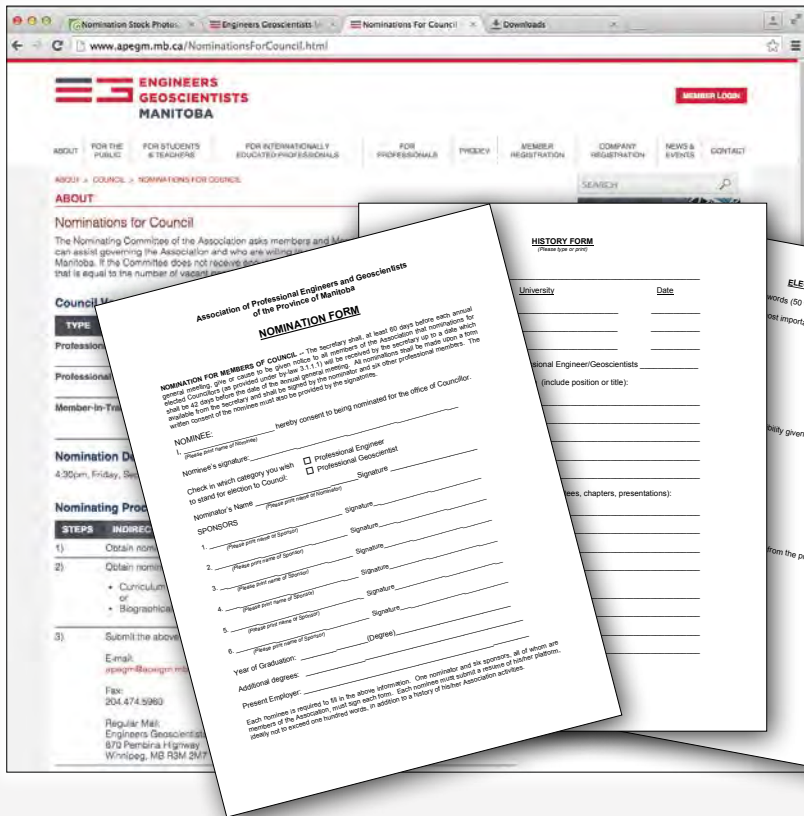 Nomination Stock Photos
Engineers Geoscientists
Nominations For Council
Downloads
www.apegm.mb.ca/NominationsForCouncil.html
ENGINEERS
GEOSCIENTISTS
MANITOBA
MEMBER LOGIN
ABOUT
FOR THE PUBLIC
FOR STUDENTS & TEACHERS
FOR INTERNATIONALLY EDUCATED PROFESSIONALS
FOR PROFESSIONALS
PRIDOCV
MEMBER REGISTRATION
COMPANY REGISTRATION
NEWS & EVENTS
CONTACT
ABOUT > COUNCIL > NOMINATIONS FOR COUNCIL
SEARCH
ABOUT
Nominations for Council
The Nominating Committee of the Association asks members and
can assist governing the Association and who are willing
Manitoba. If the Committee does not receive
that is equal to the number of vacant
Council
TYPE
Profession
Professional
Member-In-Tra
Nomination De
4:30pm, Friday, Sep
Nominating Proc
STEPS INDIREC
1) Obtain nomi
2) Obtain nomin
• Curriculum
or
• Biographica
3) Submit the above
E-mail:
apegm@apegm.mb
Fax:
204.474.5960
Regular Mail:
Engineers Geoscientist
870 Pembina Highway
Winnipeg, MB R3M 2M7
Association of Professional Engineers and Geoscientists
of the Province of Manitoba
NOMINATION FORM
NOMINATION FOR MEMBERS OF COUNCIL -- The secretary shall, at least 60 days before each annual
general meeting, give or cause to be given notice to all members of the Association that nominations for
elected Councillors (as provided under by-law 3.1.1.1) will be received by the secretary up to a date which
shall be 42 days before the date of the annual general meeting. All nominations shall be made upon a form
available from the secretary and shall be signed by the nominator and six other professional members. The
written consent of the nominee must also be provided by the signatories.
NOMINEE:
I, hereby consent to being nominated for the office of Councillor.
(Please print name of Nominee)
Nominee's signature:
Check in which category you wish
to stand for election to Council:
Professional Engineer
Professional Geoscientist
Nominator's Name Signature
(Please print name of Nominator)
SPONSORS
1. Signature
(Please print name of Sponsor)
2. Signature
(Please print name of Sponsor)
3. Signature
(Please print name of Sponsor)
4. Signature
(Please print name of Sponsor)
5. Signature
(Please print name of Sponsor)
6. Signature
(Please print name of Sponsor)
Year of Graduation: (Degree)
Additional degrees:
Present Employer:
Each nominee is required to fill in the above information. One nominator and six sponsors, all of whom are
members of the Association, must sign each form. Each nominee must submit a resume of his/her platform,
ideally not to exceed one hundred words, in addition to a history of his/her Association activities.
HISTORY FORM
(Please type or print)
University Date
sional Engineer/Geoscientists
(include position or title):
ees, chapters, presentations):
ELE
words (50
ost importa
bility given
from the po